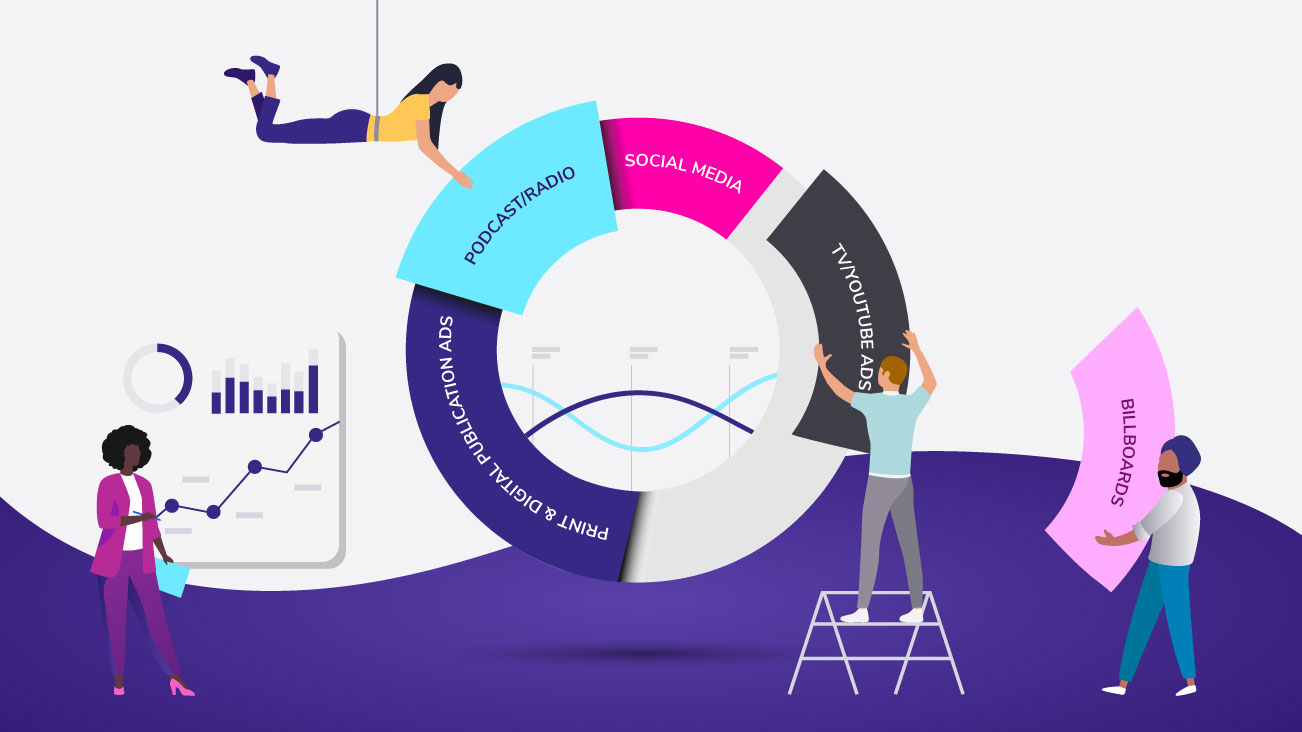 PODCAST/RADIO
SOCIAL MEDIA
TV/YOUTUBE ADS
PRINT & DIGITAL PUBLICATION ADS
BILLBOARDS